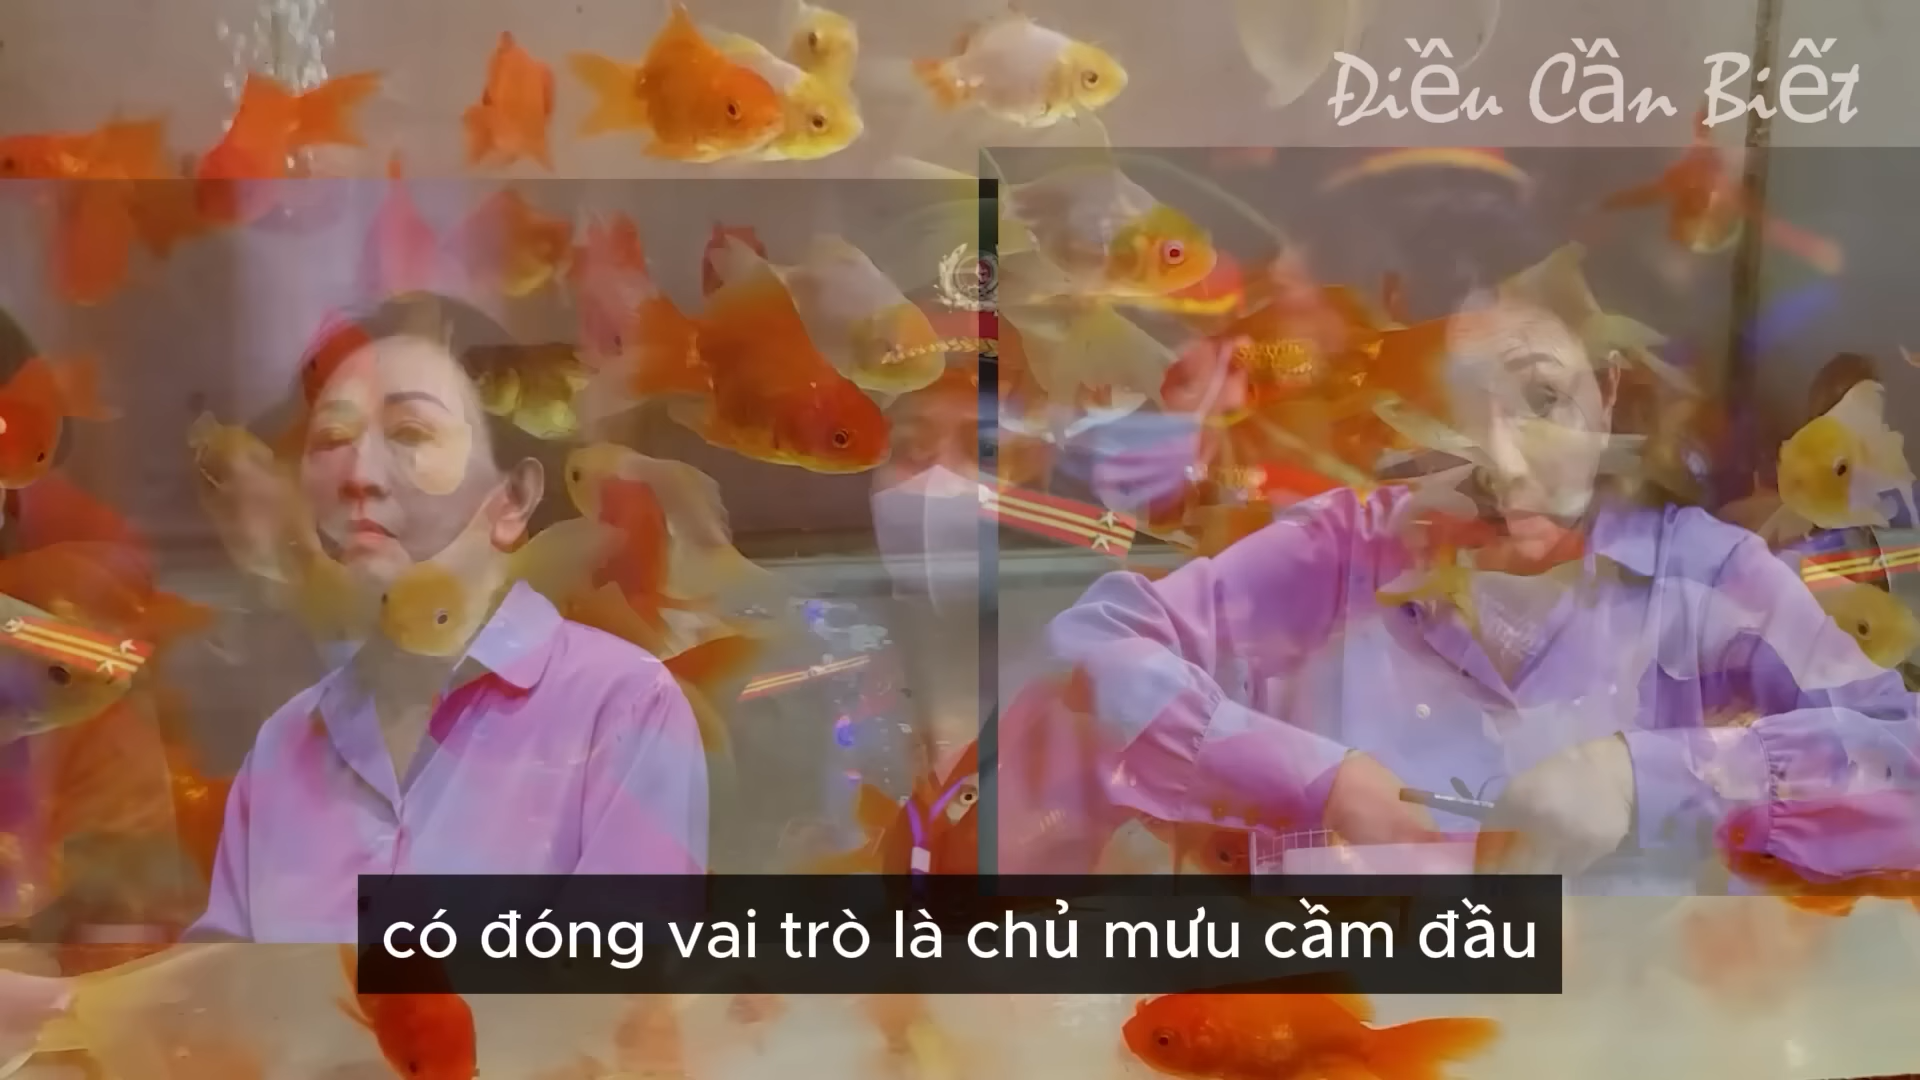 Điều Cần Biết
có đóng vai trò là chủ mưu cầm đầu